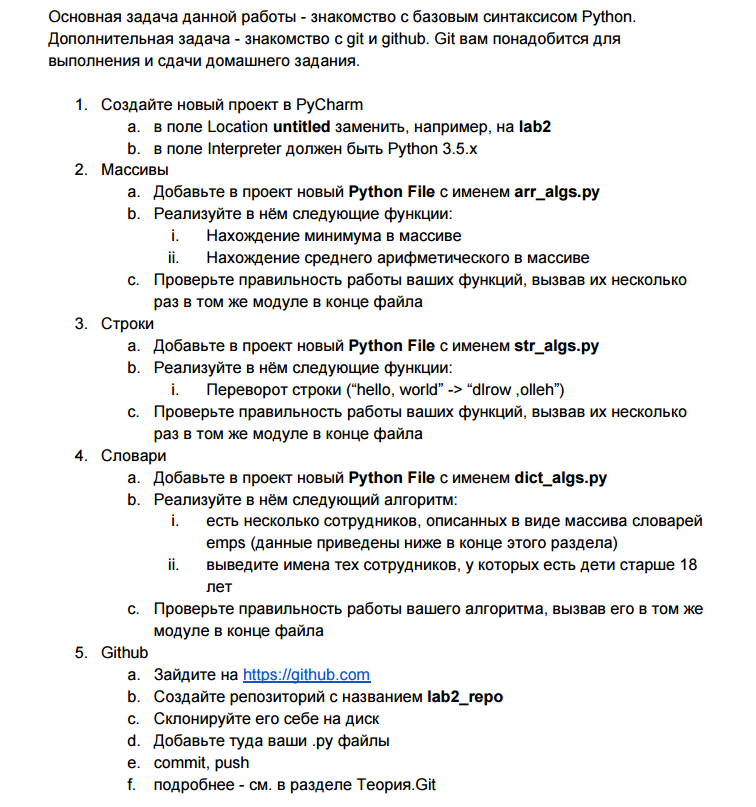 Основная задача данной работы - знакомство с базовым синтаксисом Python.
Дополнительная задача - знакомство с git и github. Git вам понадобится для
выполнения и сдачи домашнего задания.
1. Создайте новый проект в PyCharm
a. в поле Location untitled заменить, например, на lab2
b. в поле Interpreter должен быть Python 3.5.x
2. Массивы
a. Добавьте в проект новый Python File с именем arr_algs.py
b. Реализуйте в нём следующие функции:
i. Нахождение минимума в массиве
ii. Нахождение среднего арифметического в массиве
c. Проверьте правильность работы ваших функций, вызвав их несколько
раз в том же модуле в конце файла
3. Строки
a. Добавьте в проект новый Python File с именем str_algs.py
b. Реализуйте в нём следующие функции:
i. Переворот строки (“hello, world” -> “dlrow ,olleh”)
c. Проверьте правильность работы ваших функций, вызвав их несколько
раз в том же модуле в конце файла
4. Словари
a. Добавьте в проект новый Python File с именем dict_algs.py
b. Реализуйте в нём следующий алгоритм:
i. есть несколько сотрудников, описанных в виде массива словарей
emps (данные приведены ниже в конце этого раздела)
ii. выведите имена тех сотрудников, у которых есть дети старше 18
лет
c. Проверьте правильность работы вашего алгоритма, вызвав его в том же
модуле в конце файла
5. Github
a. Зайдите на https://github.com
b. Создайте репозиторий с названием lab2_repo
c. Склонируйте его себе на диск
d. Добавьте туда ваши .py файлы
e. commit, push
f. подробнее - см. в разделе Теория.Git